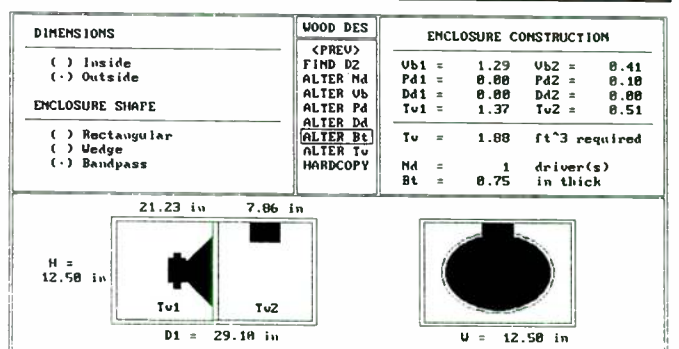 DIMENSIONS
( ) Inside
(·) Outside
ENCLOSURE SHAPE
( ) Rectangular
( ) Wedge
(·) Bandpass
WOOD DES
<PREV>
FIND D2
ALTER Nd
ALTER Vb
ALTER Pd
ALTER Dd
ALTER Bt
ALTER Tv
HARDCOPY
ENCLOSURE CONSTRUCTION
Vb1 = 1.29 Vb2 = 0.41
Pd1 = 0.00 Pd2 = 0.10
Dd1 = 0.00 Dd2 = 0.00
Tv1 = 1.37 Tv2 = 0.51
Tv = 1.88 ft^3 required
Nd = 1 driver(s)
Bt = 0.75 in thick
21.23 in 7.86 in
H =
12.50 in
Tv1 Tv2
D1 = 29.10 in
W = 12.50 in